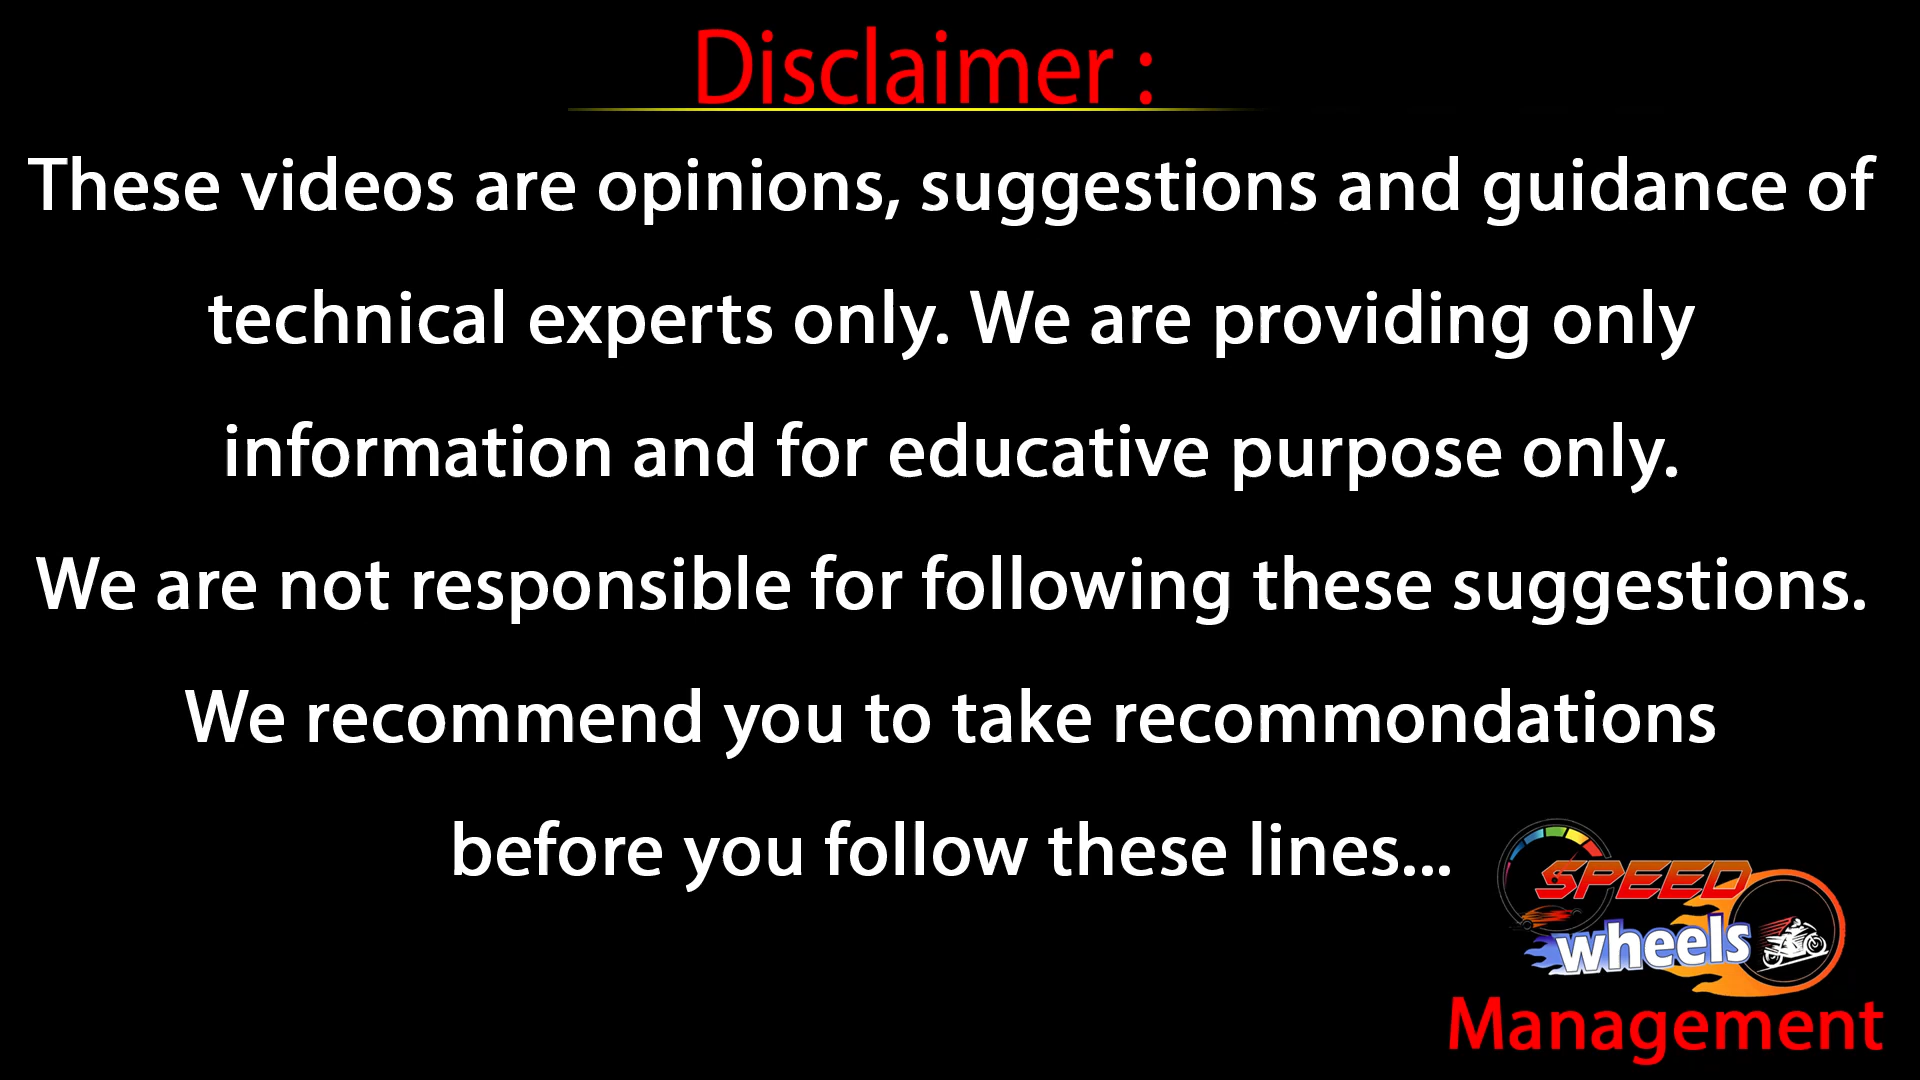 Disclaimer :
These videos are opinions, suggestions and guidance of
technical experts only. We are providing only
information and for educative purpose only.
We are not responsible for following these suggestions.
We recommend you to take recommondations
before you follow these lines...
SPEED
wheels
Management